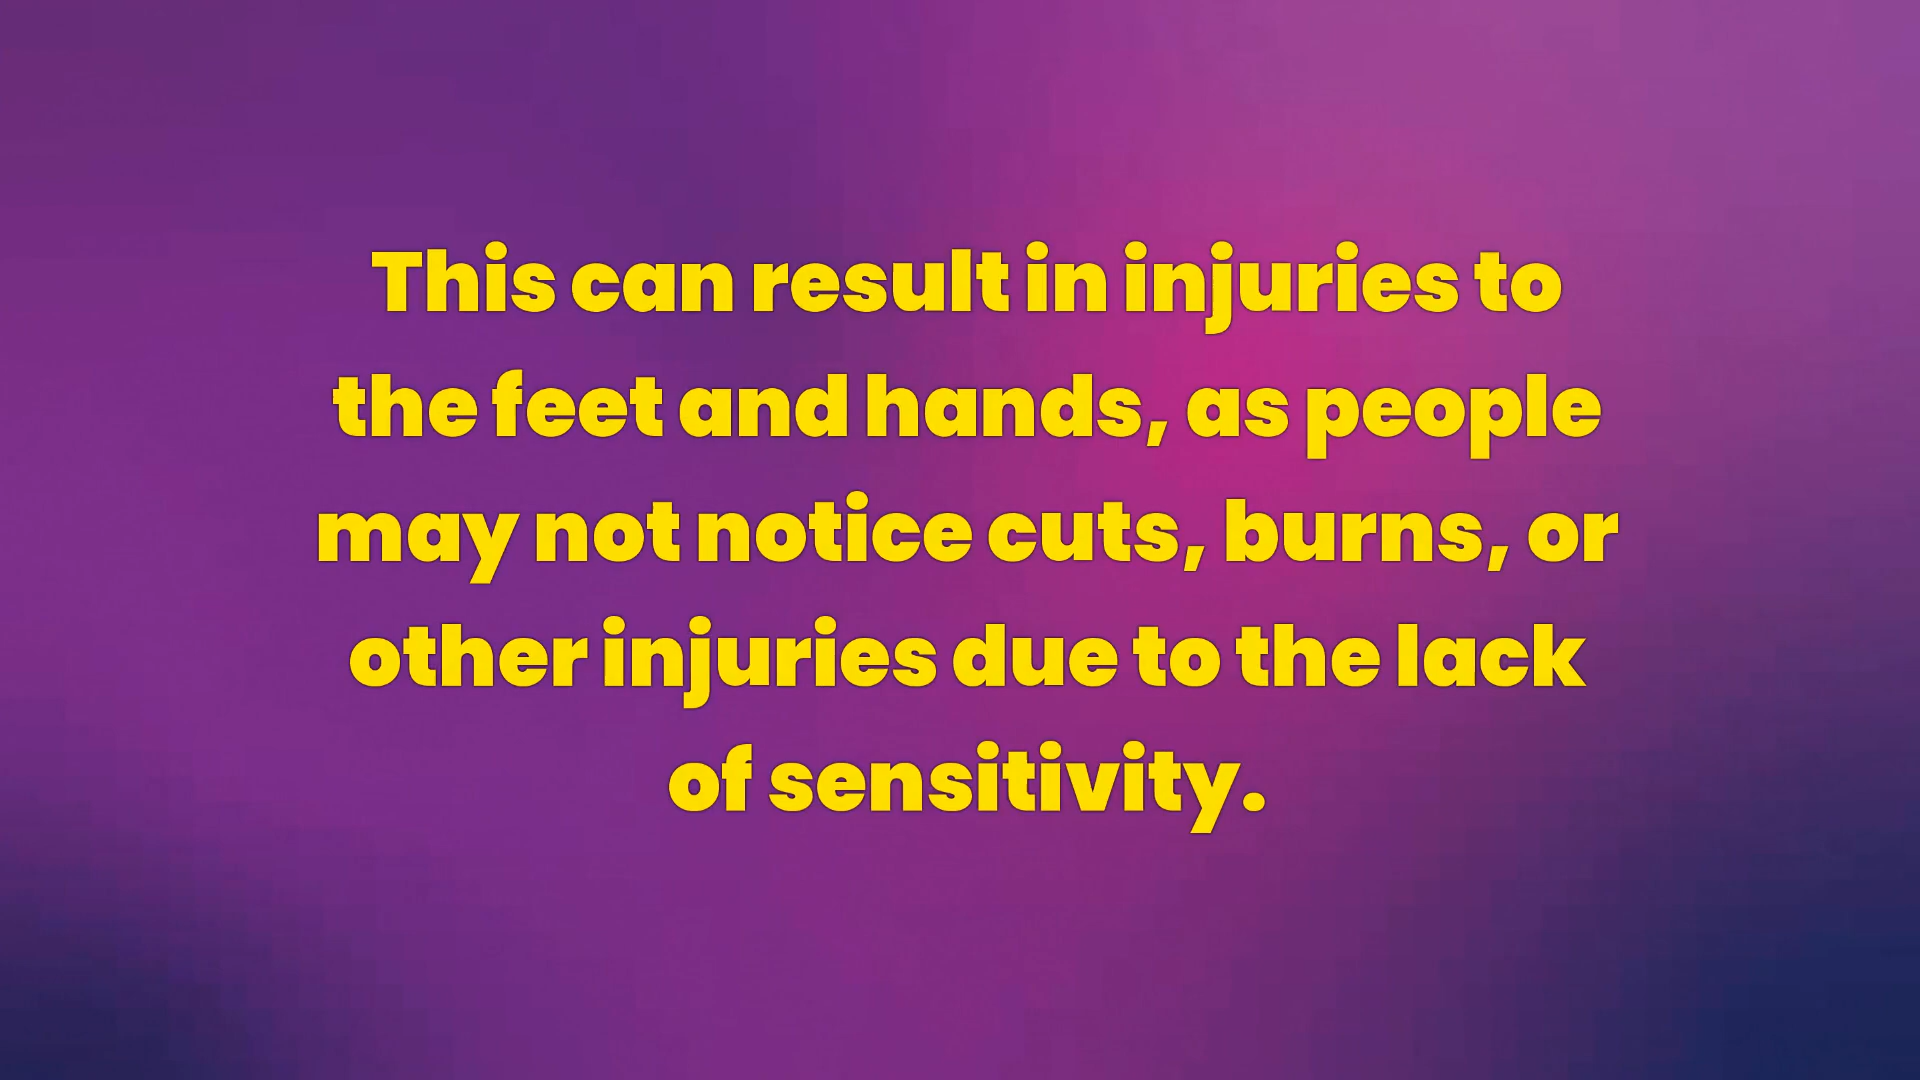 This can result in injuries to
the feet and hands, as people
may not notice cuts, burns, or
other injuries due to the lack
of sensitivity.